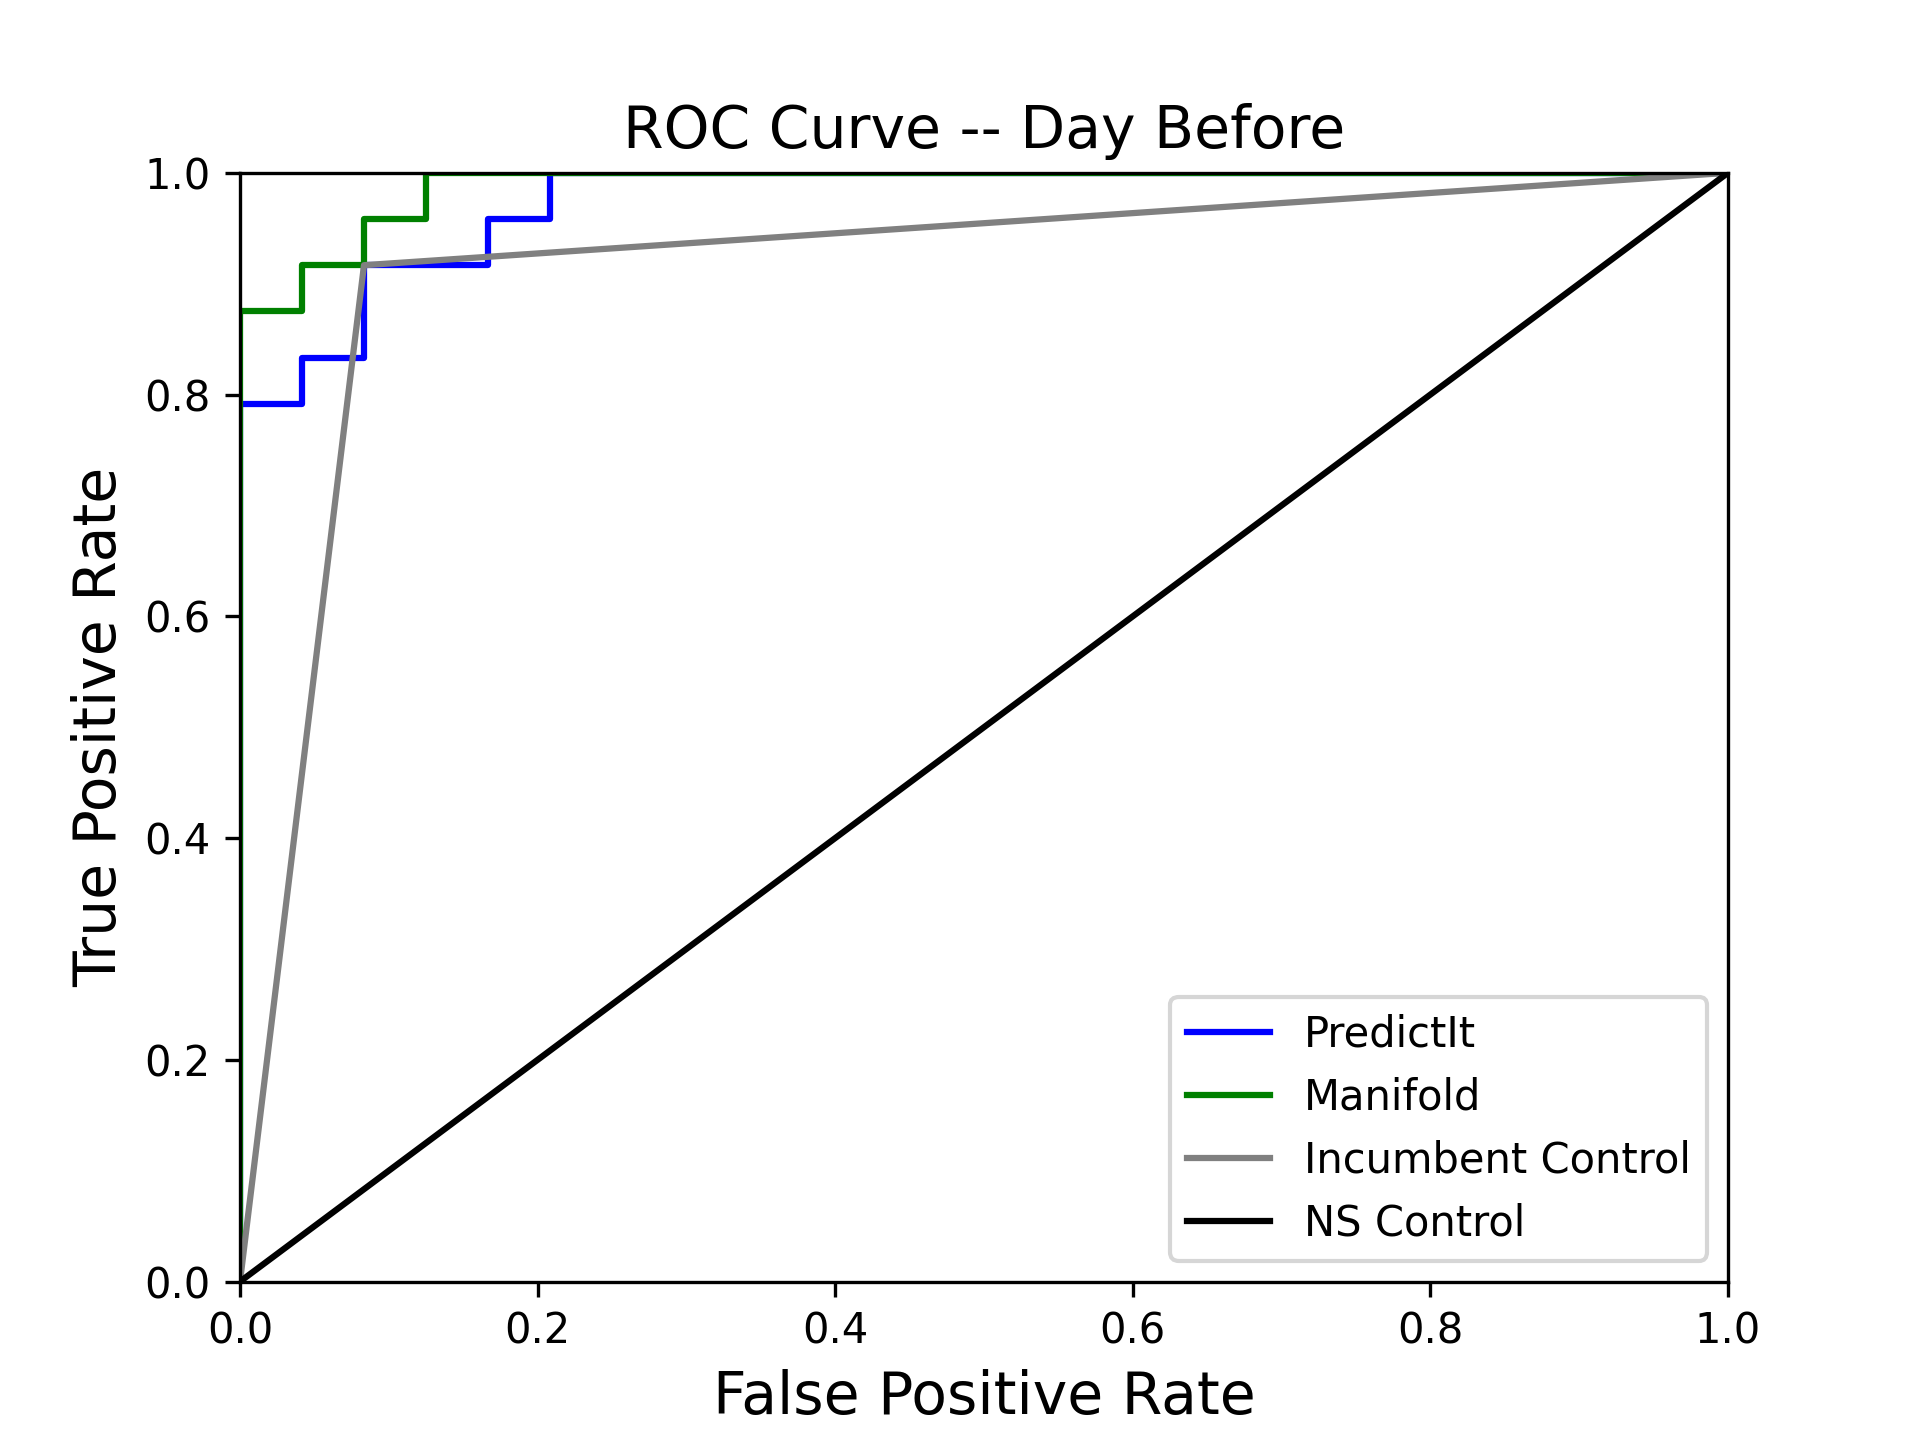 ROC Curve -- Day Before
True Positive Rate
1.0
0.8
0.6
0.4
0.2
0.0
0.0 0.2 0.4 0.6 0.8 1.0
False Positive Rate
PredictIt
Manifold
Incumbent Control
NS Control